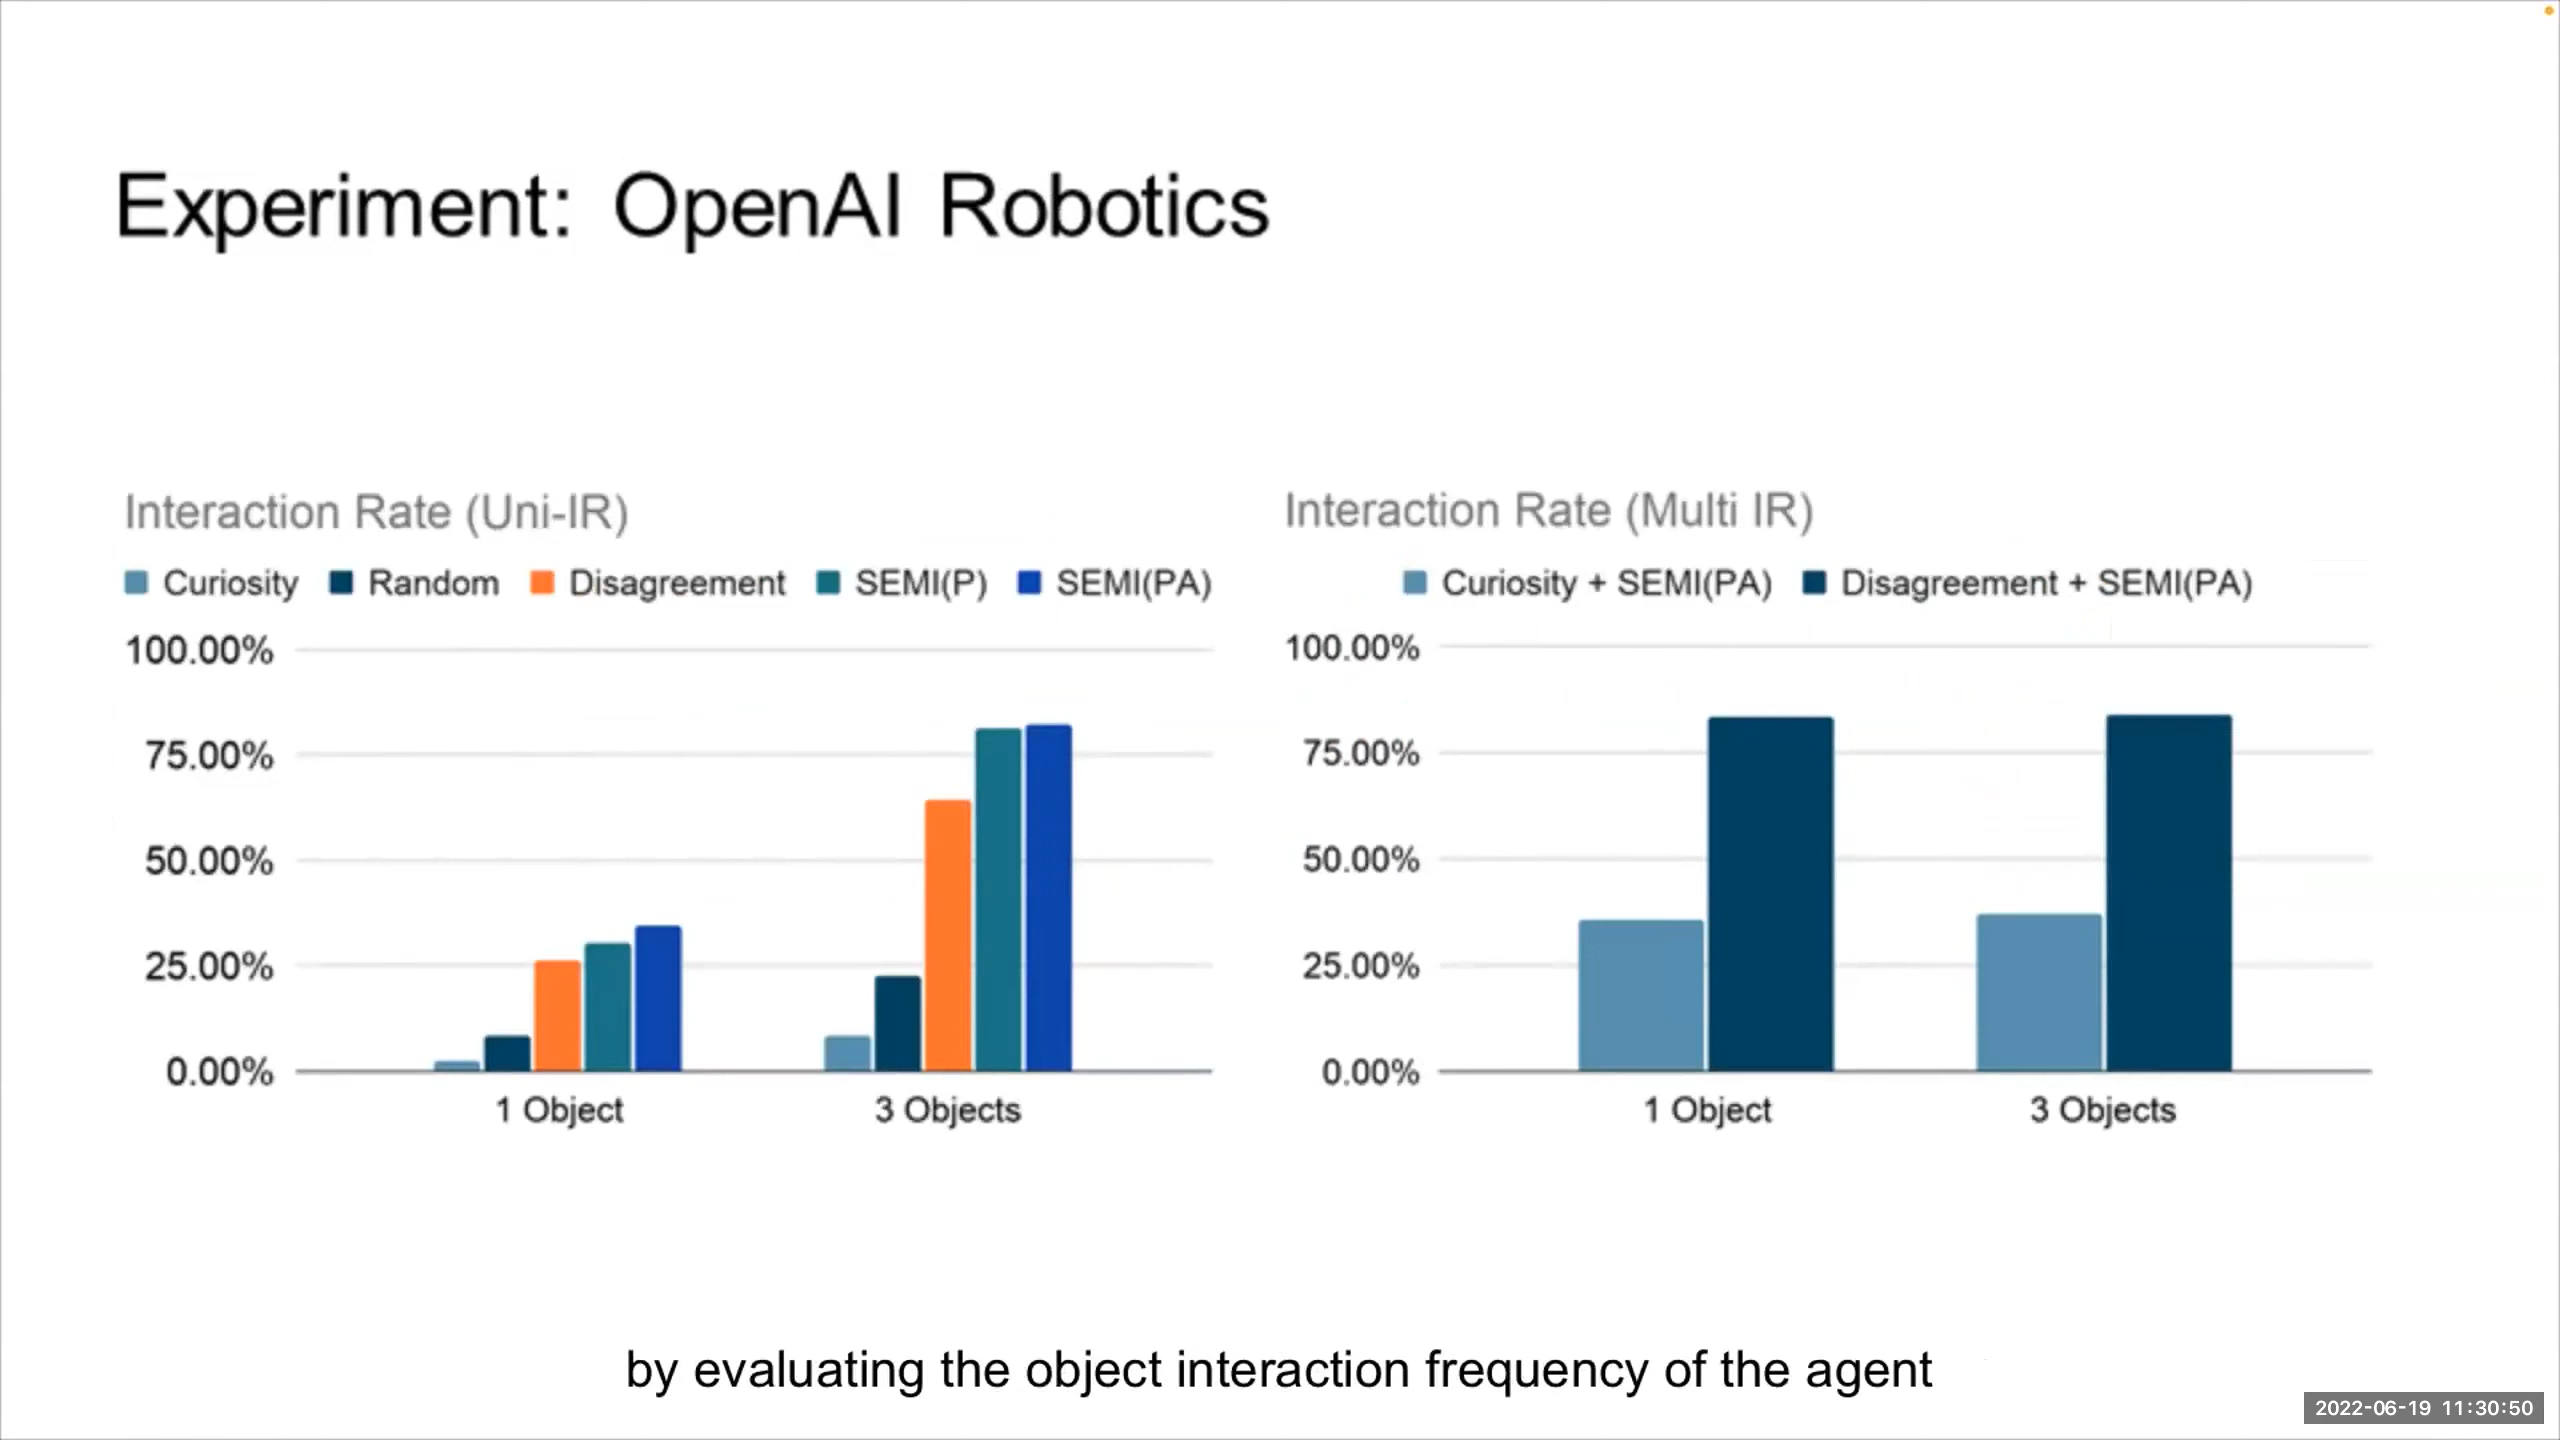 Experiment: OpenAI Robotics
Interaction Rate (Uni-IR)
Curiosity Random Disagreement SEMI(P) SEMI(PA)
100.00%
75.00%
50.00%
25.00%
0.00%
1 Object 3 Objects
Interaction Rate (Multi IR)
Curiosity + SEMI(PA) Disagreement + SEMI(PA)
100.00%
75.00%
50.00%
25.00%
0.00%
1 Object 3 Objects
by evaluating the object interaction frequency of the agent
2022-06-19 11:30:50